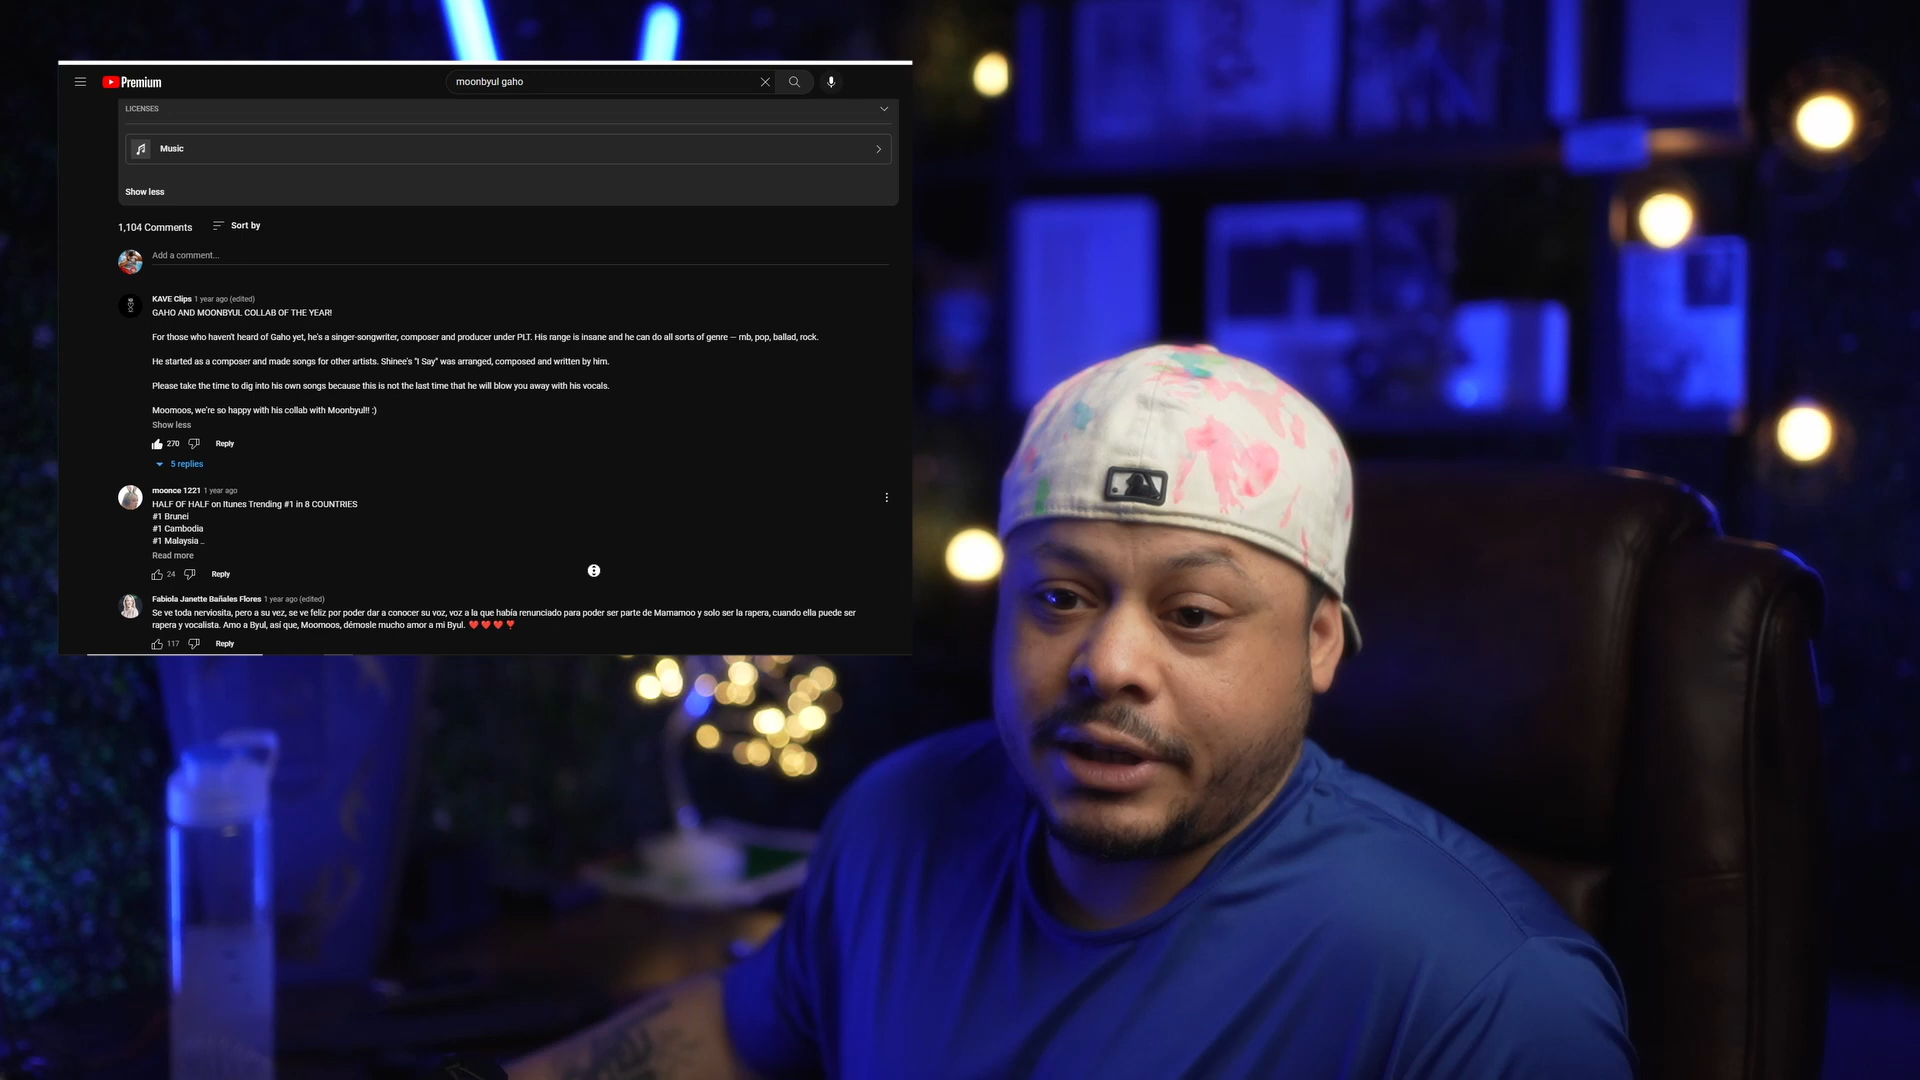 Premium
moonbyul gaho
LICENSES
Music
Show less
1,104 Comments
Sort by
Add a comment...
KAVE Clips 1 year ago (edited)
GAHO AND MOONBYUL COLLAB OF THE YEAR!
For those who haven't heard of Gaho yet, he's a singer-songwriter, composer and producer under PLT. His range is insane and he can do all sorts of genre — rnb, pop, ballad, rock.
He started as a composer and made songs for other artists. Shinee's "I Say" was arranged, composed and written by him.
Please take the time to dig into his own songs because this is not the last time that he will blow you away with his vocals.
Moomoos, we're so happy with his collab with Moonbyul!! :)
Show less
270 Reply
5 replies
moonce 1221 1 year ago
HALF OF HALF on Itunes Trending #1 in 8 COUNTRIES
#1 Brunei
#1 Cambodia
#1 Malaysia ..
Read more
24 Reply
Fabiola Janette Bañales Flores 1 year ago (edited)
Se ve toda nerviosita, pero a su vez, se ve feliz por poder dar a conocer su voz, voz a la que había renunciado para poder ser parte de Mamamoo y solo ser la rapera, cuando ella puede ser
rapera y vocalista. Amo a Byul, así que, Moomoos, démosle mucho amor a mi Byul. ❤❤❤❣
117 Reply